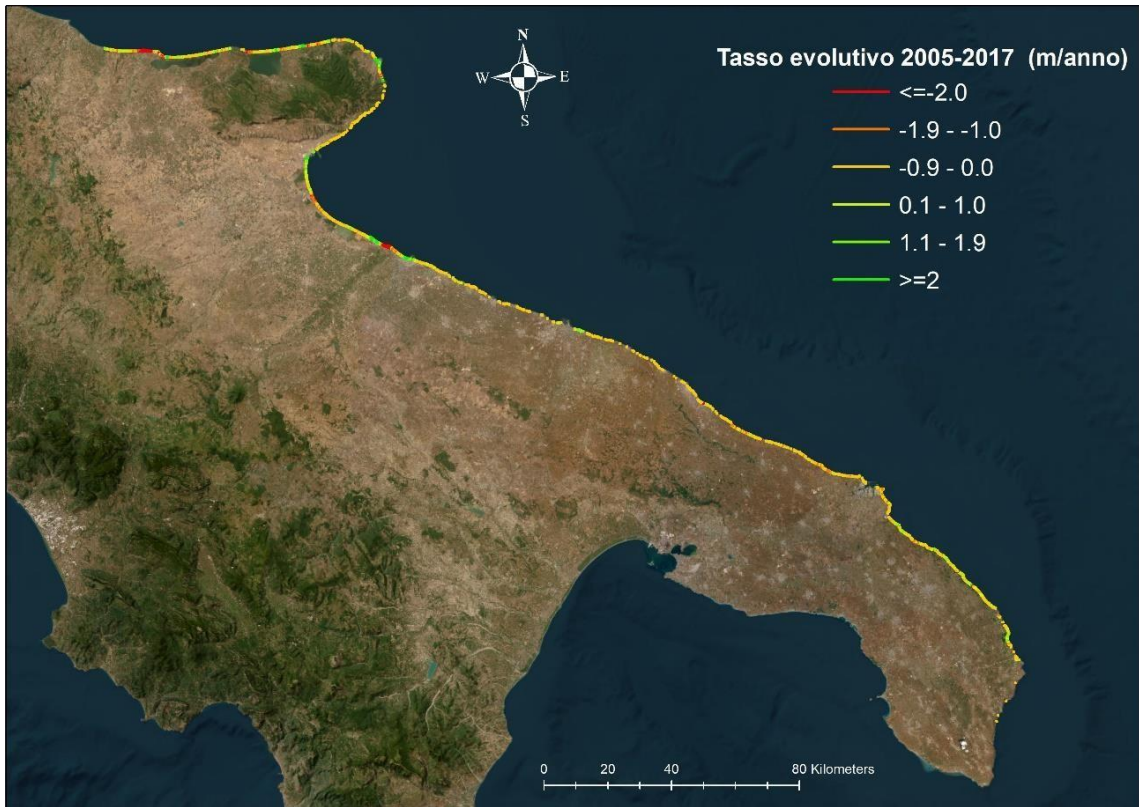 N
W E
S
Tasso evolutivo 2005-2017 (m/anno)
<=-2.0
-1.9 - -1.0
-0.9 - 0.0
0.1 - 1.0
1.1 - 1.9
>=2
0 20 40 80 Kilometers